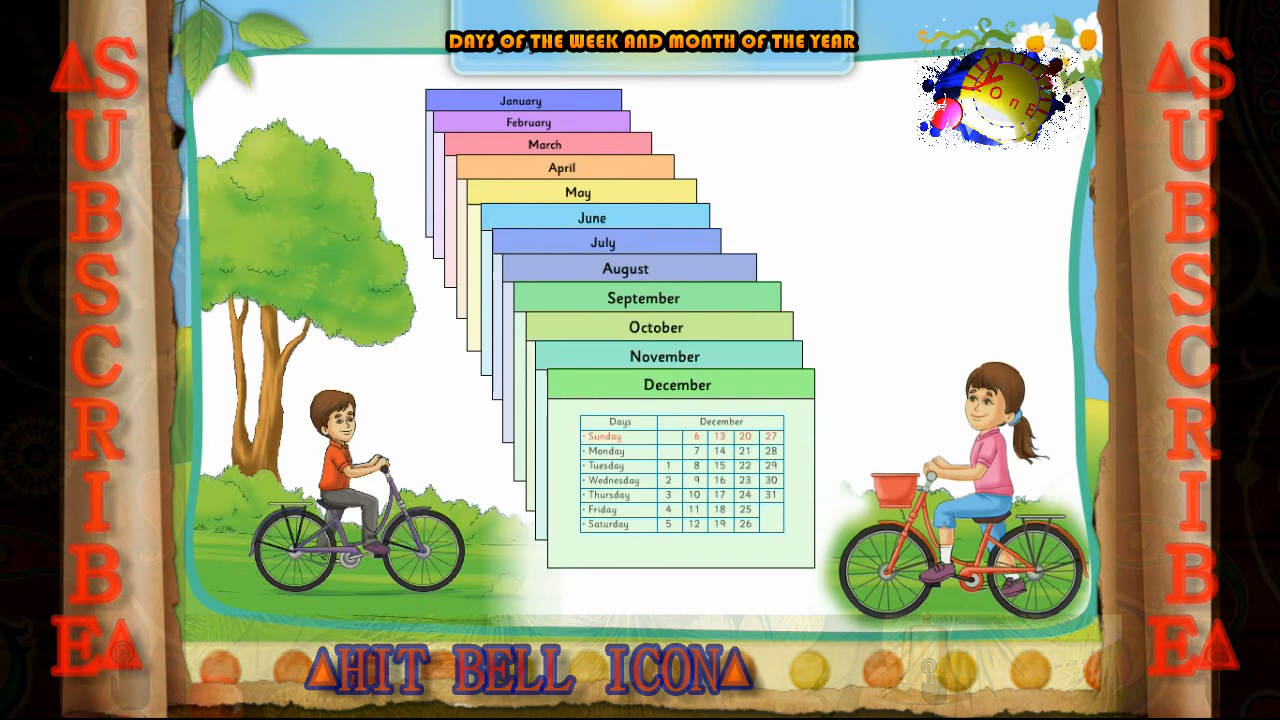 DAYS OF THE WEEK AND MONTH OF THE YEAR
V ZOnE
January
February
March
April
May
June
July
August
September
October
November
December
Days December
• Sunday 6 13 20 27
• Monday 7 14 21 28
• Tuesday 1 8 15 22 29
• Wednesday 2 9 16 23 30
• Thursday 3 10 17 24 31
• Friday 4 11 18 25
• Saturday 5 12 19 26
SUBSCRIBE
SUBSCRIBE
HIT BELL ICON